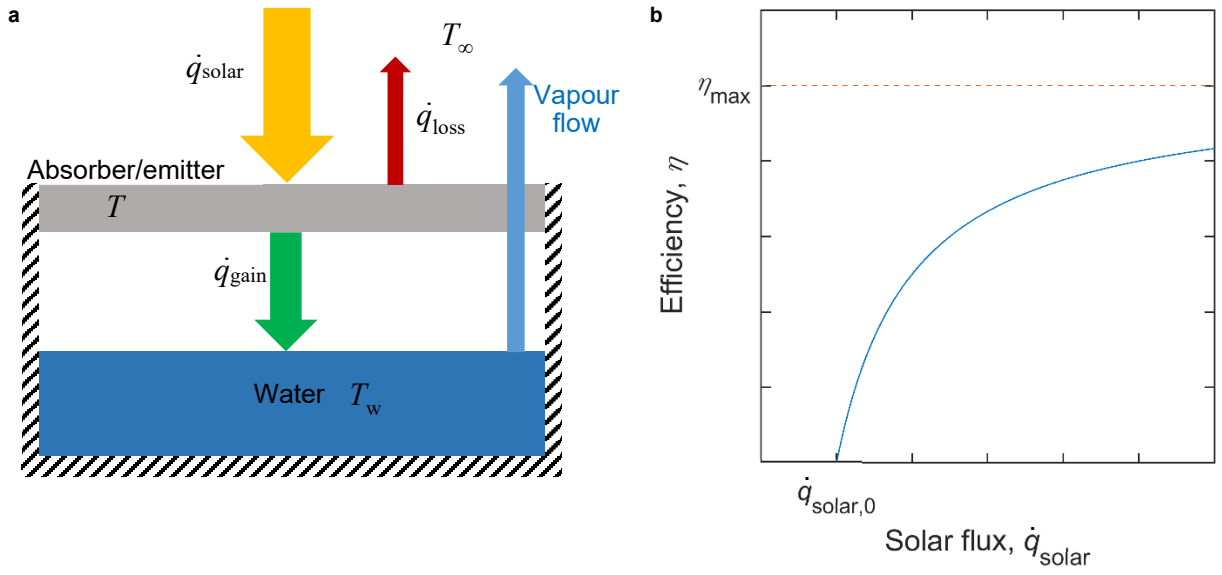 a
T∞
q̇solar
Vapour
flow
q̇loss
Absorber/emitter
T
q̇gain
Water Tw
b
ηmax
Efficiency, η
q̇solar,0
Solar flux, q̇solar